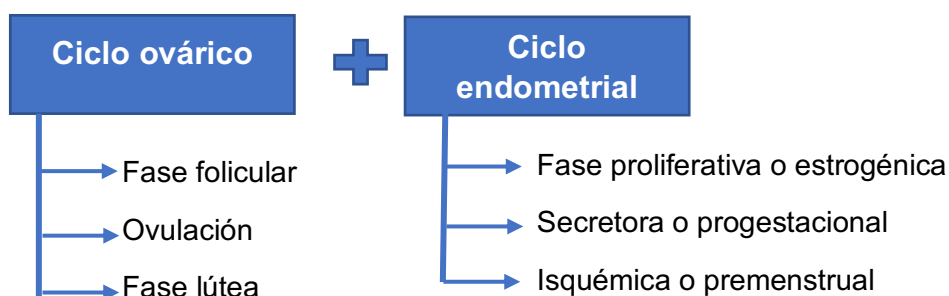 Ciclo ovárico
Fase folicular
Ovulación
Fase lútea
Ciclo
endometrial
Fase proliferativa o estrogénica
Secretora o progestacional
Isquémica o premenstrual